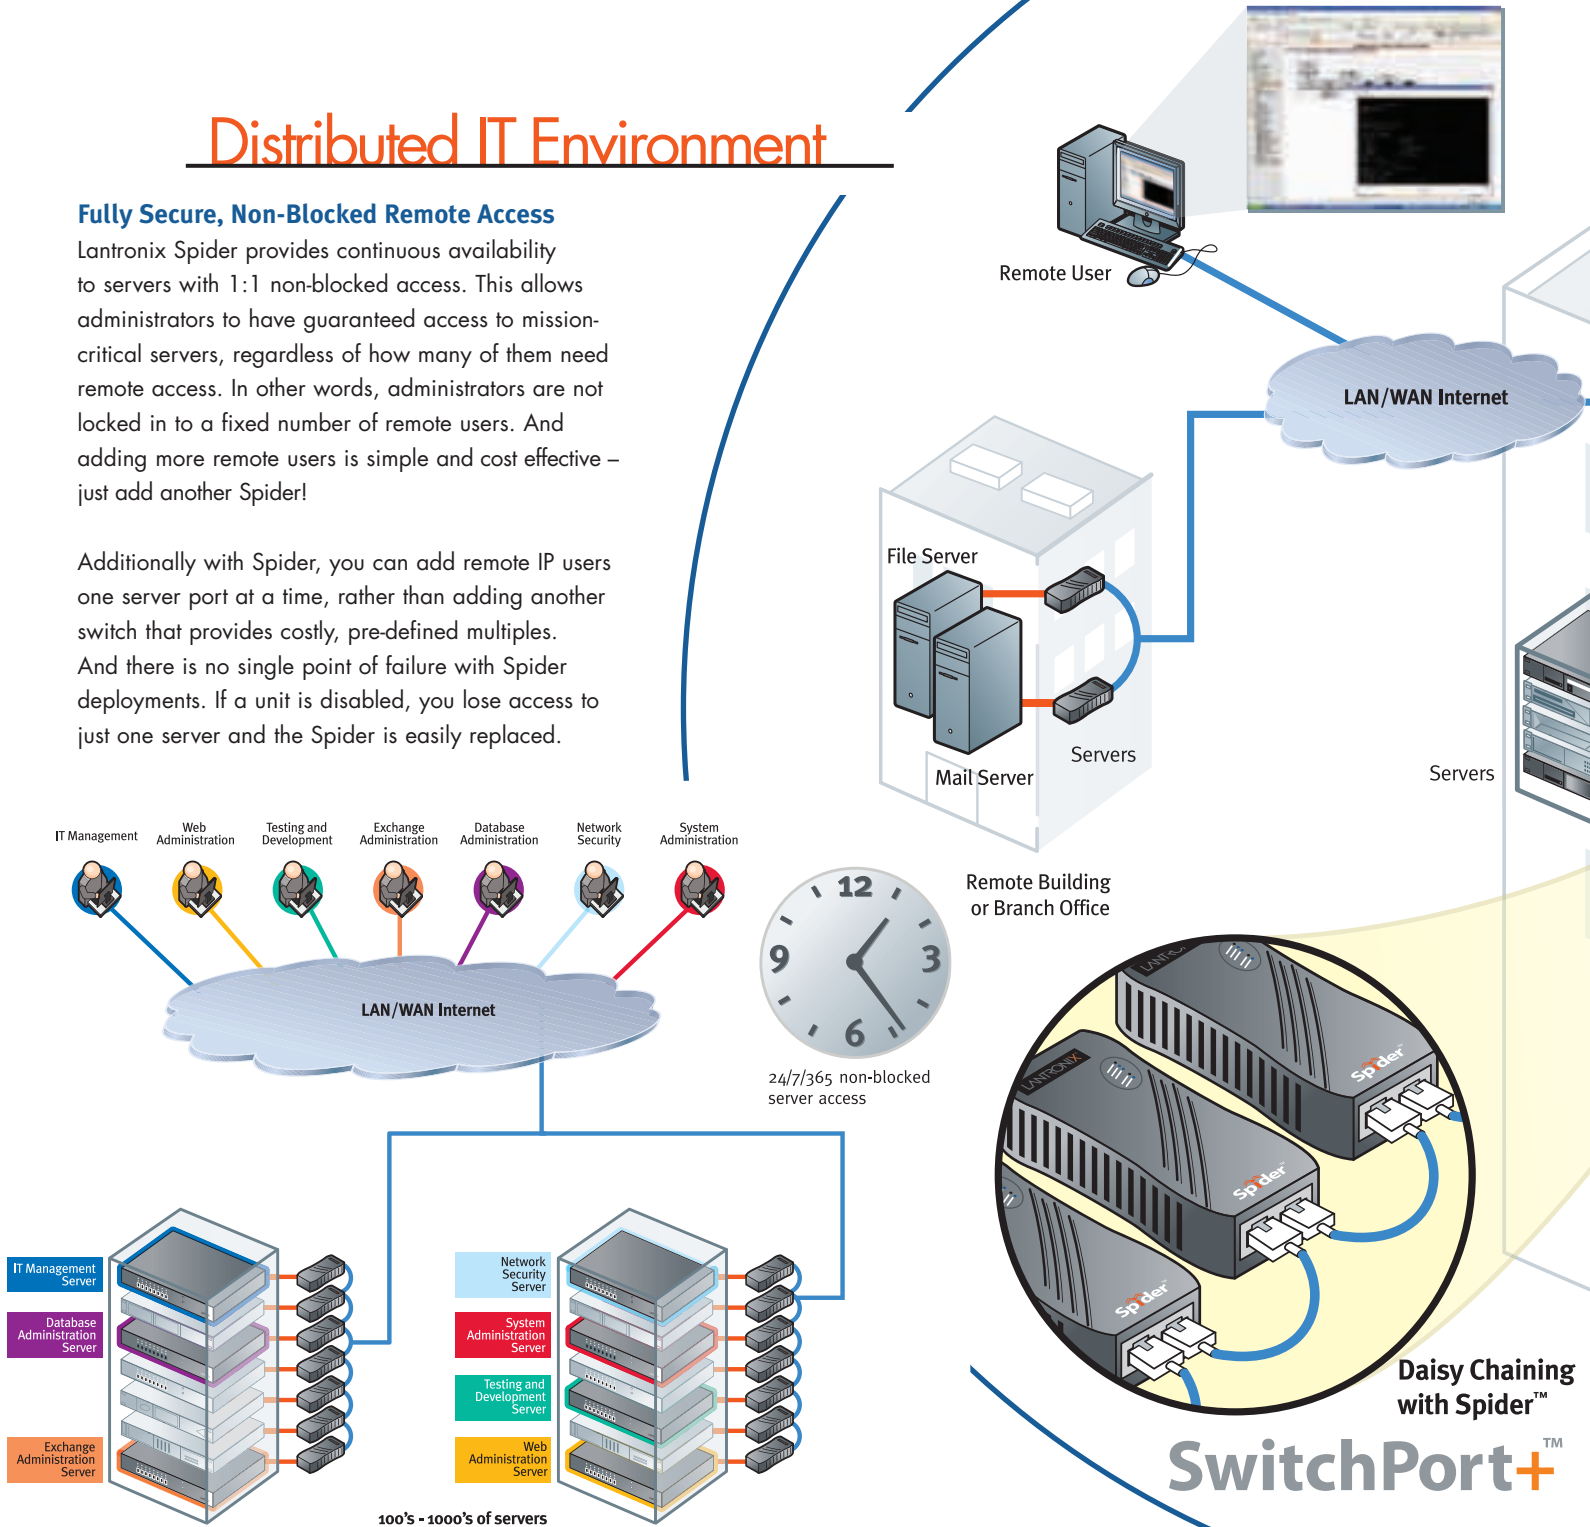 Distributed IT Environment
Fully Secure, Non-Blocked Remote Access
Lantronix Spider provides continuous availability
to servers with 1:1 non-blocked access. This allows
administrators to have guaranteed access to mission-
critical servers, regardless of how many of them need
remote access. In other words, administrators are not
locked in to a fixed number of remote users. And
adding more remote users is simple and cost effective –
just add another Spider!
Additionally with Spider, you can add remote IP users
one server port at a time, rather than adding another
switch that provides costly, pre-defined multiples.
And there is no single point of failure with Spider
deployments. If a unit is disabled, you lose access to
just one server and the Spider is easily replaced.
Remote User
LAN/WAN Internet
File Server
Mail Server
Servers
Servers
Remote Building
or Branch Office
IT Management
Web
Administration
Testing and
Development
Exchange
Administration
Database
Administration
Network
Security
System
Administration
LAN/WAN Internet
12
3
6
9
24/7/365 non-blocked
server access
IT Management
Server
Database
Administration
Server
Exchange
Administration
Server
Network
Security
Server
System
Administration
Server
Testing and
Development
Server
Web
Administration
Server
100's - 1000's of servers
LANTRONIX
Spider™
LANTRONIX
Spider™
Spider™
Daisy Chaining
with Spider™
SwitchPort+™